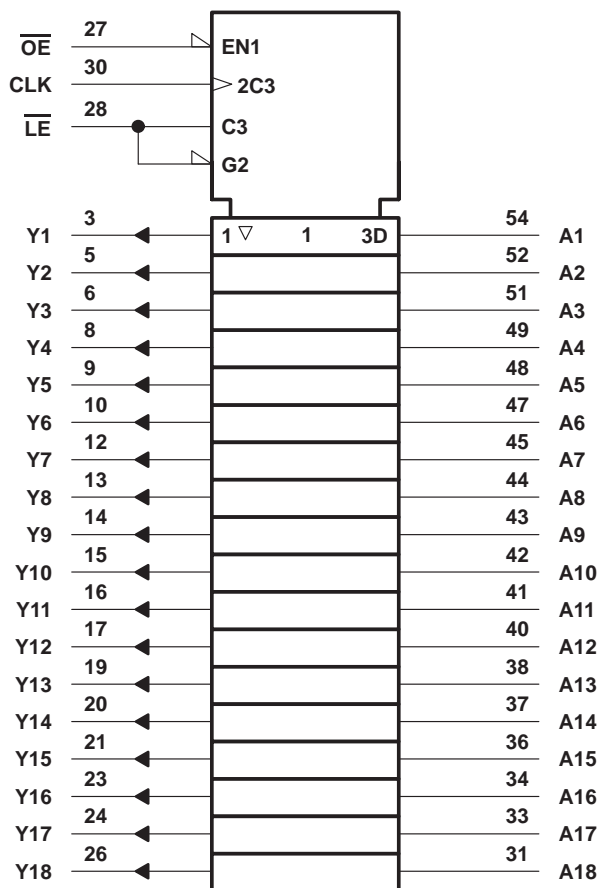 27
OE EN1
30
CLK 2C3
28
LE C3
G2
3 54
Y1 1 ▽ 1 3D A1
5 52
Y2 A2
6 51
Y3 A3
8 49
Y4 A4
9 48
Y5 A5
10 47
Y6 A6
12 45
Y7 A7
13 44
Y8 A8
14 43
Y9 A9
15 42
Y10 A10
16 41
Y11 A11
17 40
Y12 A12
19 38
Y13 A13
20 37
Y14 A14
21 36
Y15 A15
23 34
Y16 A16
24 33
Y17 A17
26 31
Y18 A18